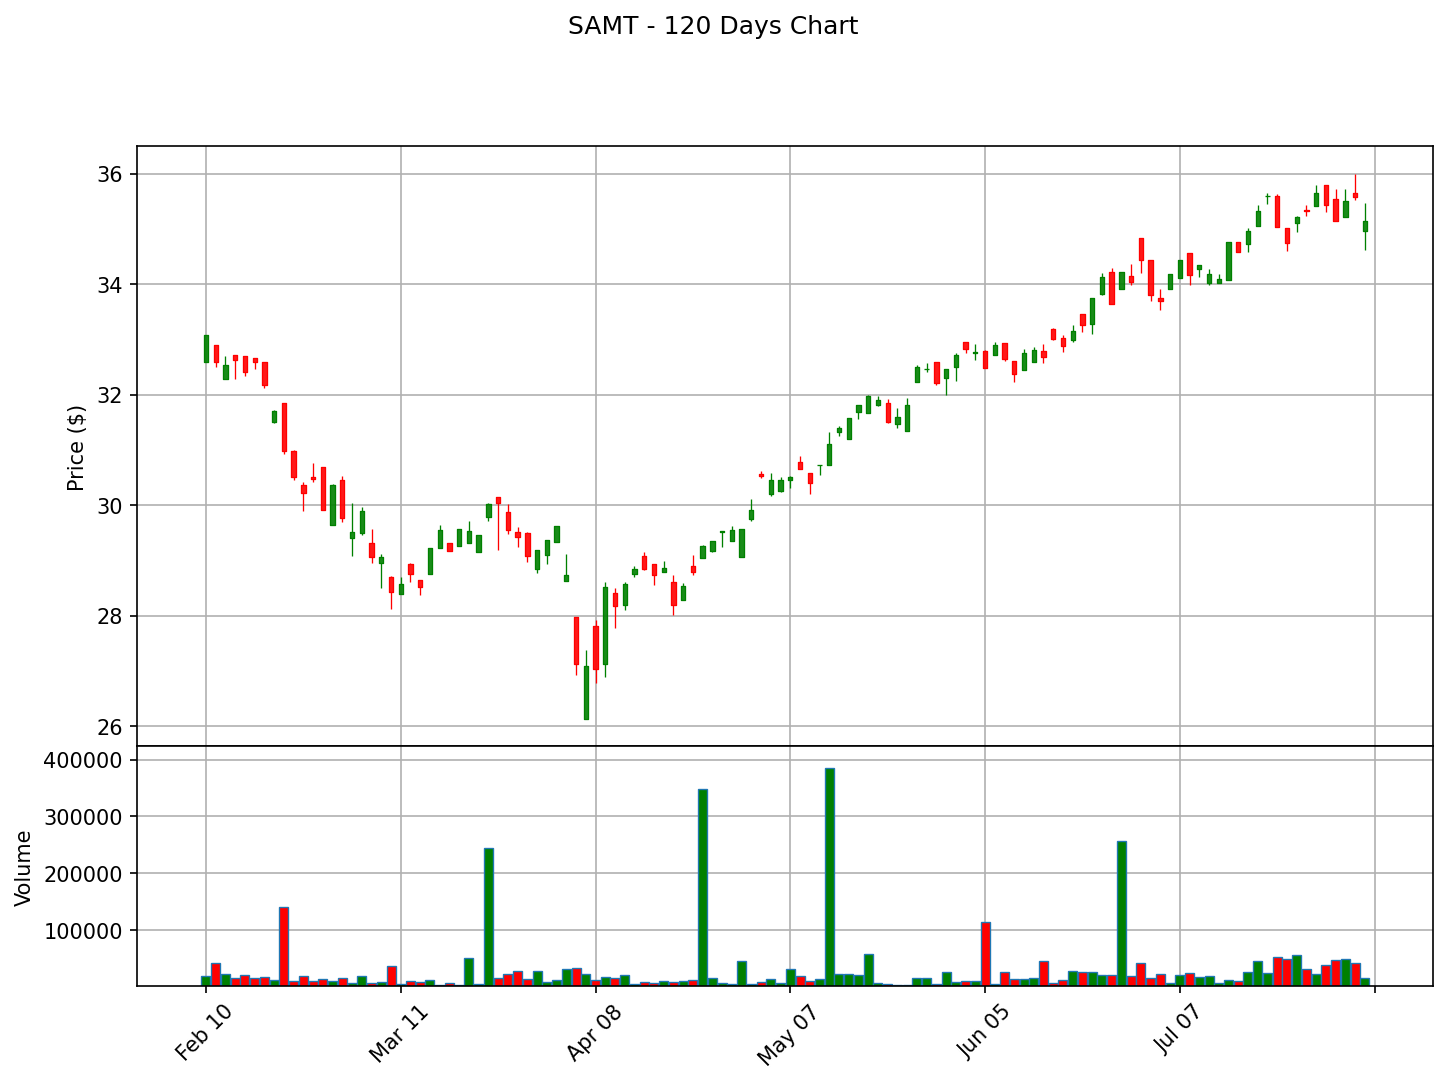 SAMT - 120 Days Chart
36
34
32
30
28
26
Price ($)
400000
300000
200000
100000
Volume
Feb 10
Mar 11
Apr 08
May 07
Jun 05
Jul 07